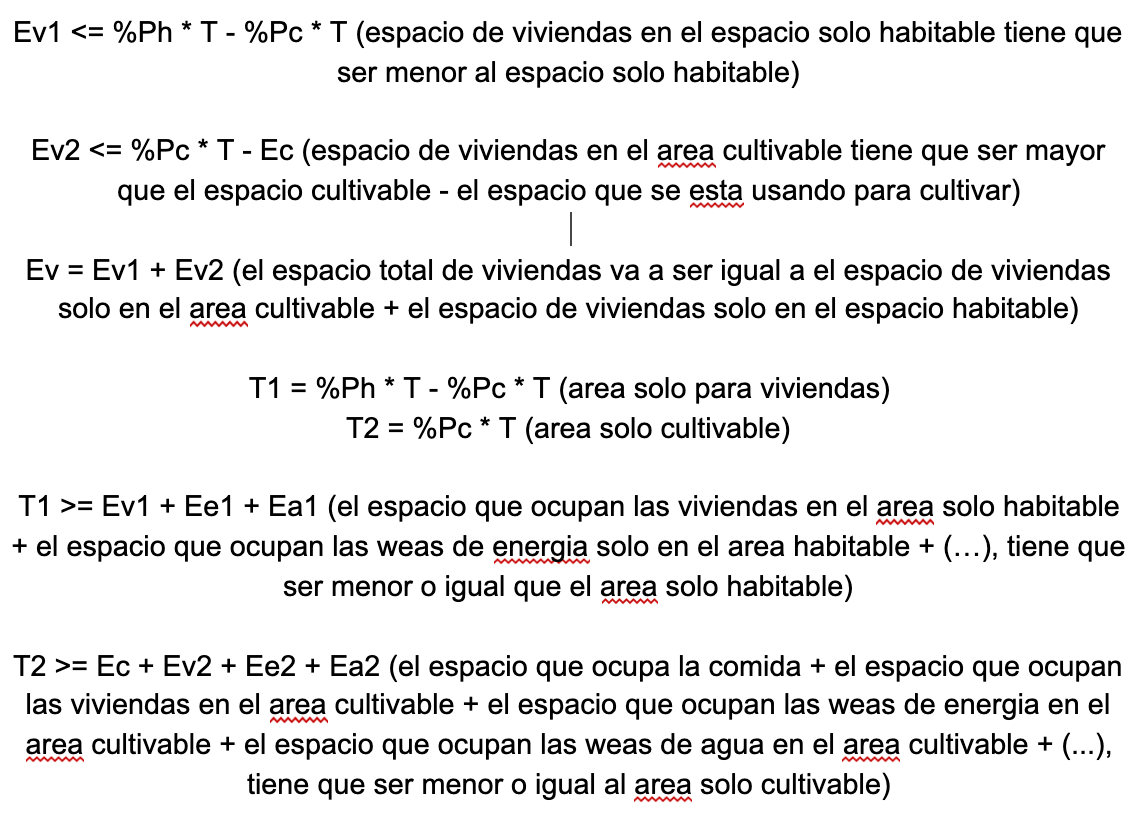 Ev1 <= %Ph * T - %Pc * T (espacio de viviendas en el espacio solo habitable tiene que
ser menor al espacio solo habitable)
Ev2 <= %Pc * T - Ec (espacio de viviendas en el area cultivable tiene que ser mayor
que el espacio cultivable - el espacio que se esta usando para cultivar)
Ev = Ev1 + Ev2 (el espacio total de viviendas va a ser igual a el espacio de viviendas
solo en el area cultivable + el espacio de viviendas solo en el espacio habitable)
T1 = %Ph * T - %Pc * T (area solo para viviendas)
T2 = %Pc * T (area solo cultivable)
T1 >= Ev1 + Ee1 + Ea1 (el espacio que ocupan las viviendas en el area solo habitable
+ el espacio que ocupan las weas de energia solo en el area habitable + (…), tiene que
ser menor o igual que el area solo habitable)
T2 >= Ec + Ev2 + Ee2 + Ea2 (el espacio que ocupa la comida + el espacio que ocupan
las viviendas en el area cultivable + el espacio que ocupan las weas de energia en el
area cultivable + el espacio que ocupan las weas de agua en el area cultivable + (...),
tiene que ser menor o igual al area solo cultivable)